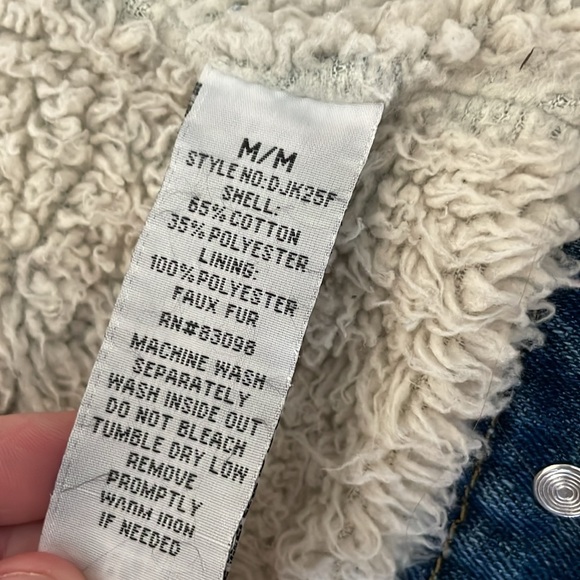 M/M
STYLE NO:DJK25F
SHELL:
65% COTTON
35% POLYESTER
LINING:
100% POLYESTER
FAUX FUR
RN#83098
MACHINE WASH
SEPARATELY
WASH INSIDE OUT
DO NOT BLEACH
TUMBLE DRY LOW
REMOVE
PROMPTLY
WARM IRON
IF NEEDED